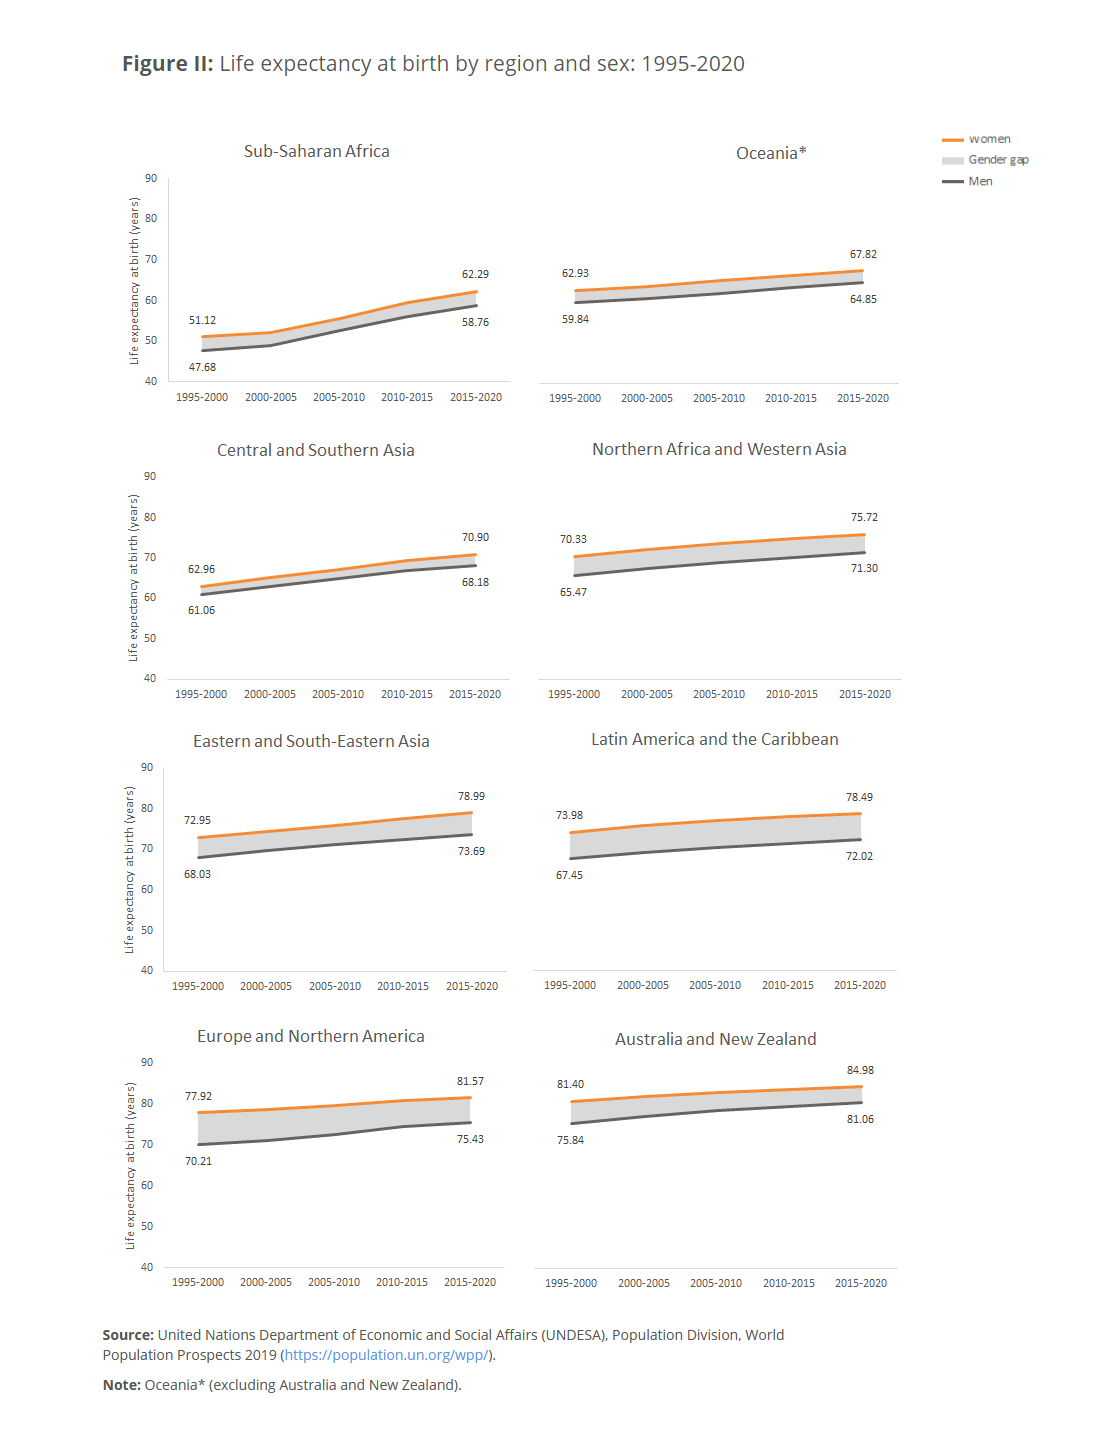 Figure II: Life expectancy at birth by region and sex: 1995-2020
women
Gender gap
Men
Sub-Saharan Africa
Life expectancy at birth (years)
90
80
70
60
50
40
51.12
47.68
62.29
58.76
1995-2000 2000-2005 2005-2010 2010-2015 2015-2020
Oceania*
62.93
59.84
67.82
64.85
1995-2000 2000-2005 2005-2010 2010-2015 2015-2020
Central and Southern Asia
Life expectancy at birth (years)
90
80
70
60
50
40
62.96
61.06
70.90
68.18
1995-2000 2000-2005 2005-2010 2010-2015 2015-2020
Northern Africa and Western Asia
70.33
65.47
75.72
71.30
1995-2000 2000-2005 2005-2010 2010-2015 2015-2020
Eastern and South-Eastern Asia
Life expectancy at birth (years)
90
80
70
60
50
40
72.95
68.03
78.99
73.69
1995-2000 2000-2005 2005-2010 2010-2015 2015-2020
Latin America and the Caribbean
73.98
67.45
78.49
72.02
1995-2000 2000-2005 2005-2010 2010-2015 2015-2020
Europe and Northern America
Life expectancy at birth (years)
90
80
70
60
50
40
77.92
70.21
81.57
75.43
1995-2000 2000-2005 2005-2010 2010-2015 2015-2020
Australia and New Zealand
81.40
75.84
84.98
81.06
1995-2000 2000-2005 2005-2010 2010-2015 2015-2020
Source: United Nations Department of Economic and Social Affairs (UNDESA), Population Division, World
Population Prospects 2019 (https://population.un.org/wpp/).
Note: Oceania* (excluding Australia and New Zealand).